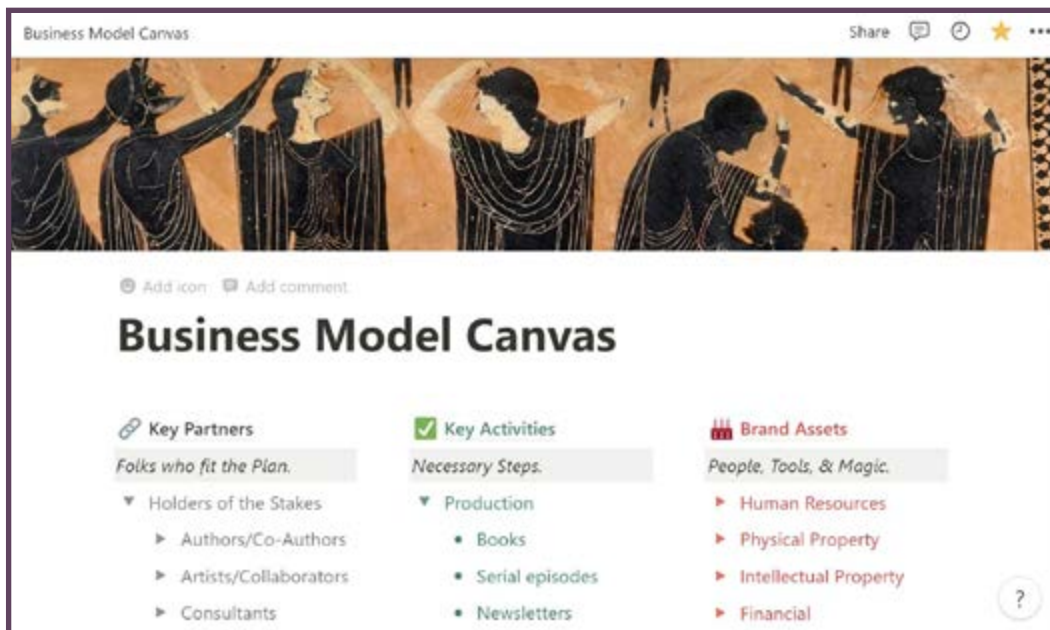 Business Model Canvas
Share
Add icon Add comment
Business Model Canvas
Key Partners
Folks who fit the Plan.
Holders of the Stakes
Authors/Co-Authors
Artists/Collaborators
Consultants
Key Activities
Necessary Steps.
Production
Books
Serial episodes
Newsletters
Brand Assets
People, Tools, & Magic.
Human Resources
Physical Property
Intellectual Property
Financial
?